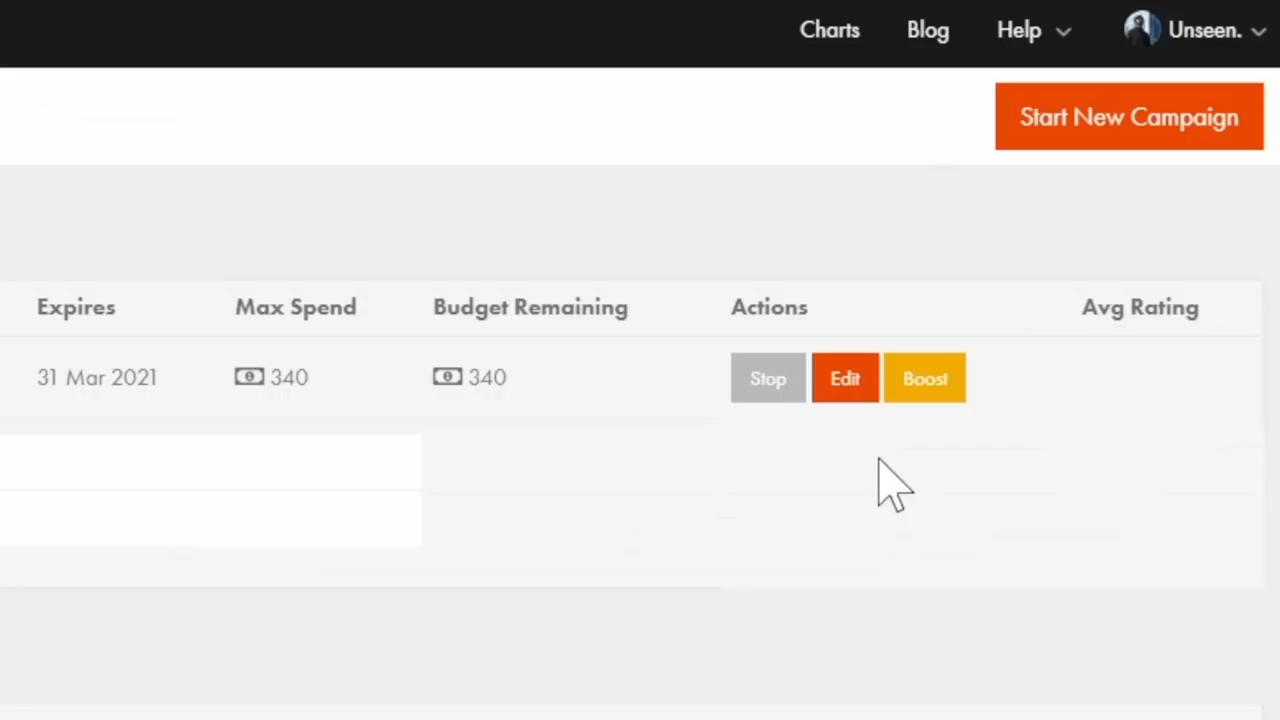 Charts Blog Help Unseen.
Start New Campaign
Expires Max Spend Budget Remaining Actions Avg Rating
31 Mar 2021 340 340 Stop Edit Boost